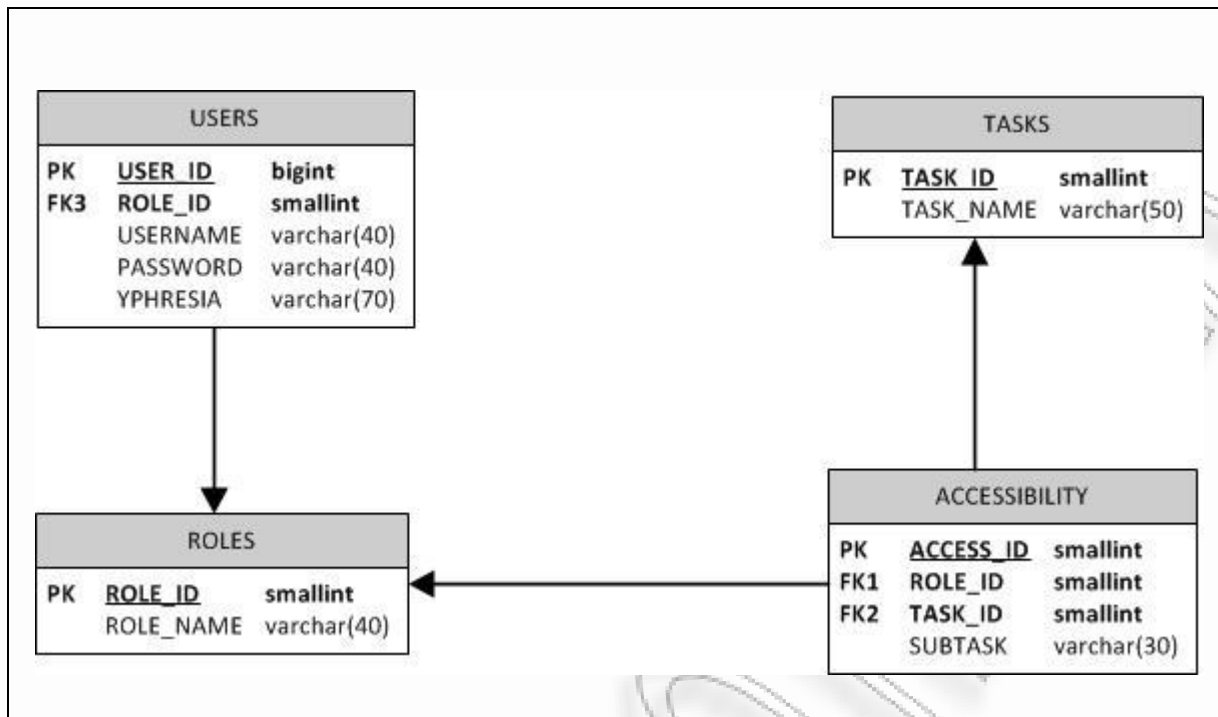 USERS
PK USER_ID bigint
FK3 ROLE_ID smallint
USERNAME varchar(40)
PASSWORD varchar(40)
YPHRESIA varchar(70)
TASKS
PK TASK_ID smallint
TASK_NAME varchar(50)
ROLES
PK ROLE_ID smallint
ROLE_NAME varchar(40)
ACCESSIBILITY
PK ACCESS_ID smallint
FK1 ROLE_ID smallint
FK2 TASK_ID smallint
SUBTASK varchar(30)